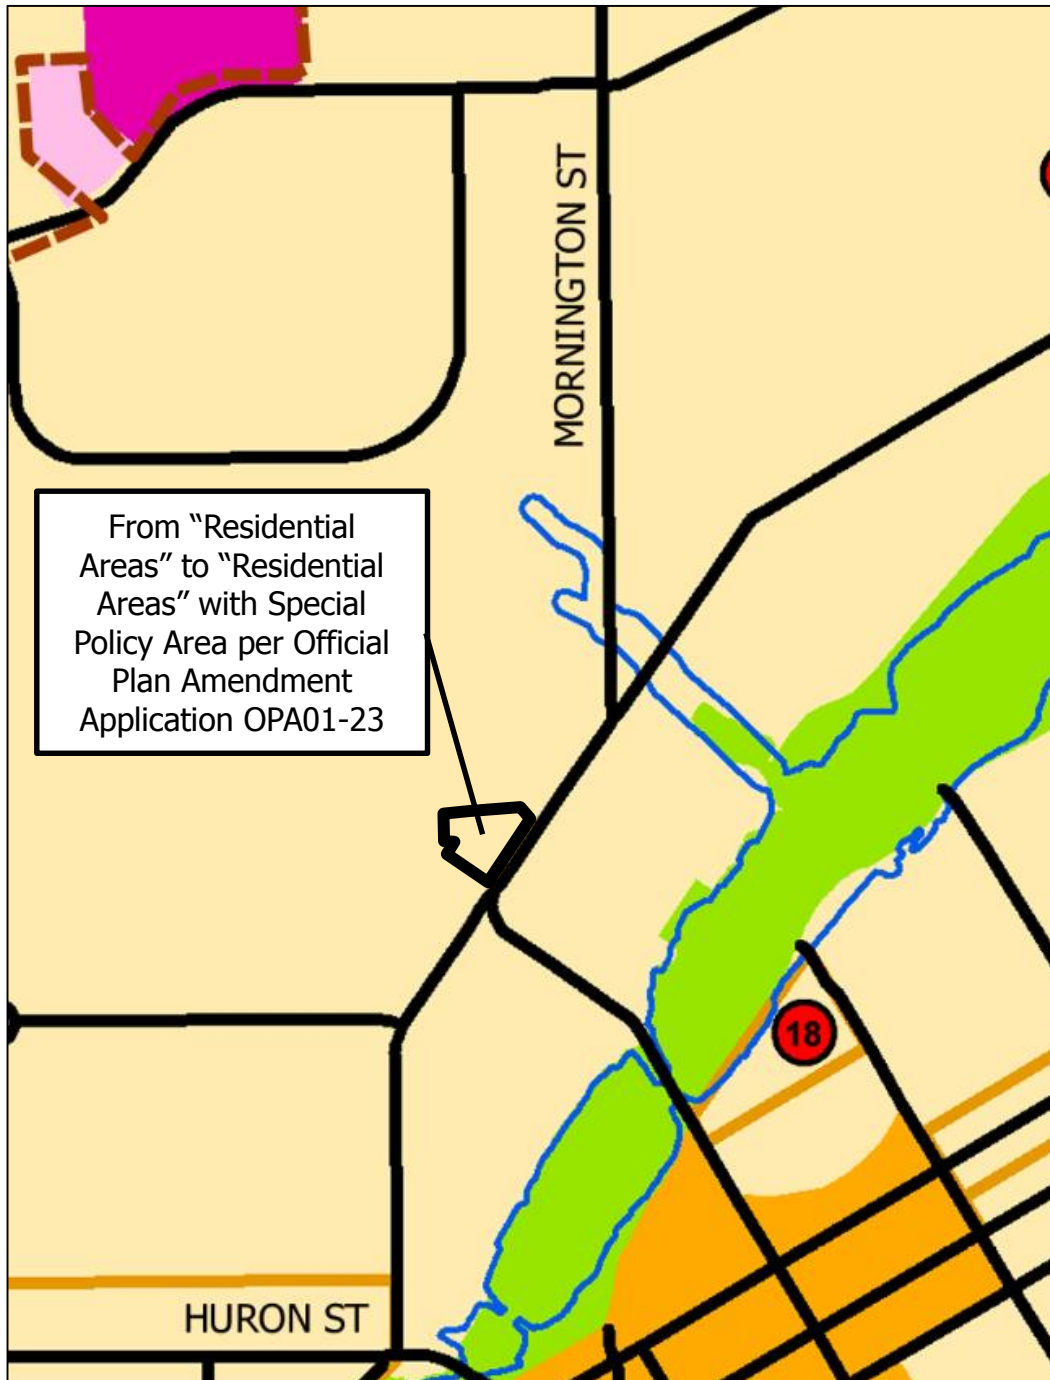 MORNINGTON ST
From “Residential
Areas” to “Residential
Areas” with Special
Policy Area per Official
Plan Amendment
Application OPA01-23
18
HURON ST